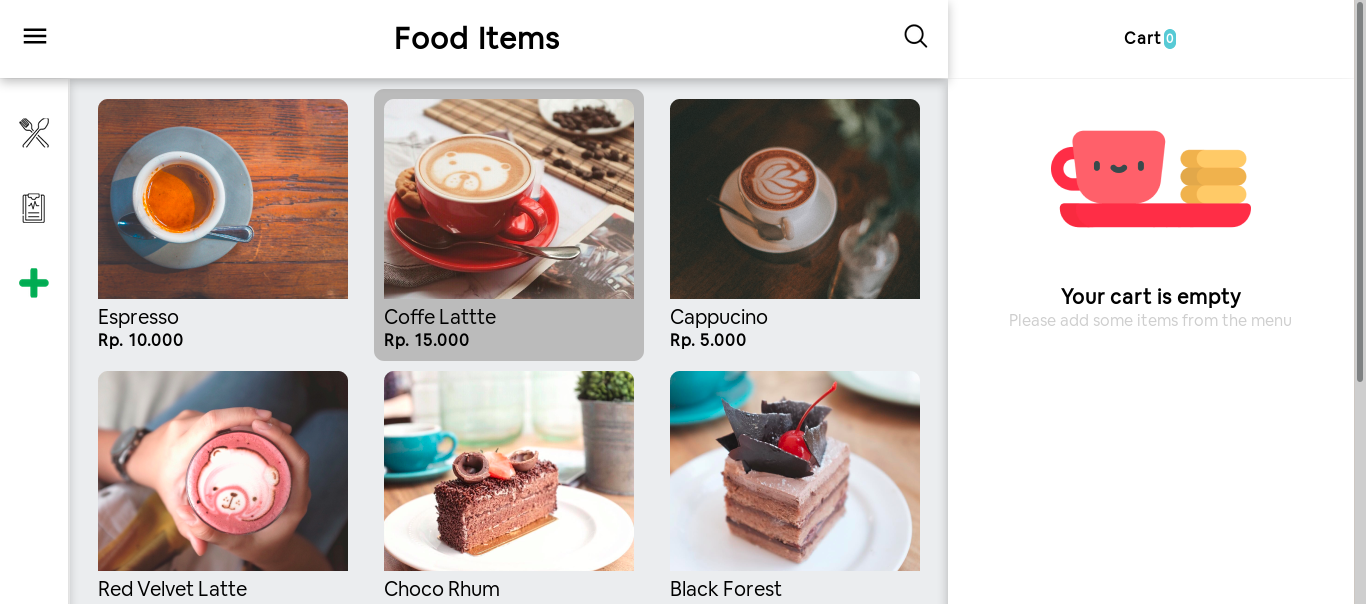 Food Items
Cart 0
Espresso
Rp. 10.000
Coffe Lattte
Rp. 15.000
Cappucino
Rp. 5.000
Red Velvet Latte
Choco Rhum
Black Forest
Your cart is empty
Please add some items from the menu